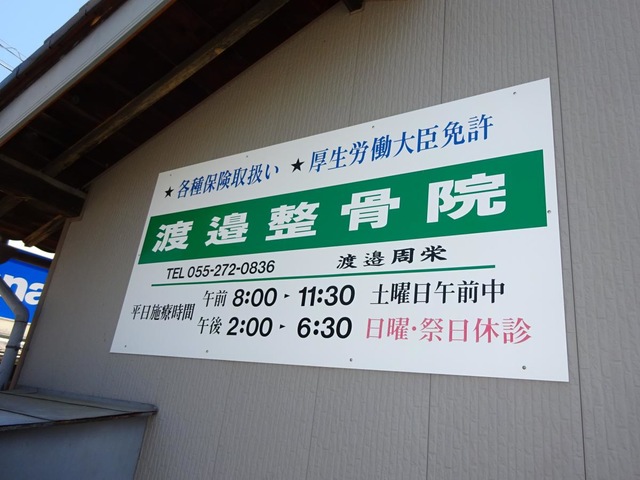 ★各種保険取扱い ★厚生労働大臣免許
渡邉整骨院
TEL 055-272-0836 渡邉周栄
平日施療時間 午前 8:00-11:30 土曜日午前中
午後 2:00-6:30 日曜・祭日休診
na